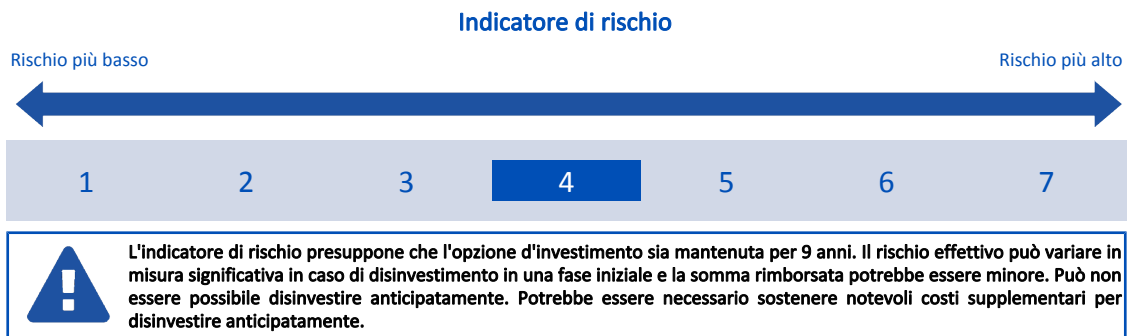 Indicatore di rischio
Rischio più basso
Rischio più alto
1 2 3 4 5 6 7
L'indicatore di rischio presuppone che l'opzione d'investimento sia mantenuta per 9 anni. Il rischio effettivo può variare in
misura significativa in caso di disinvestimento in una fase iniziale e la somma rimborsata potrebbe essere minore. Può non
essere possibile disinvestire anticipatamente. Potrebbe essere necessario sostenere notevoli costi supplementari per
disinvestire anticipatamente.